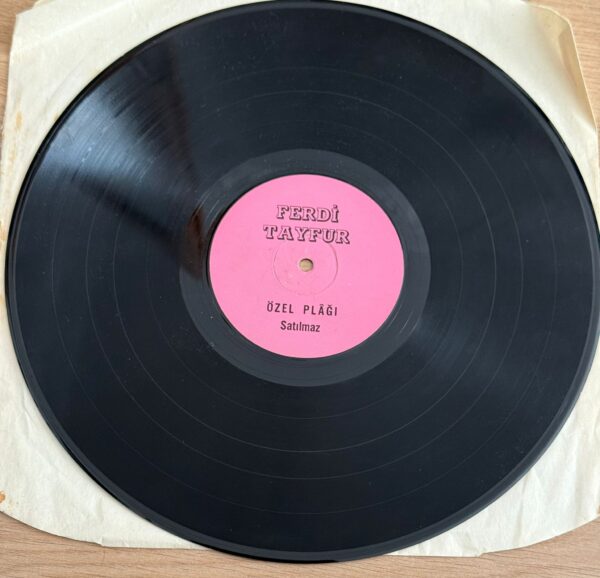 FERDİ
TAYFUR
ÖZEL PLÂĞI
Satılmaz